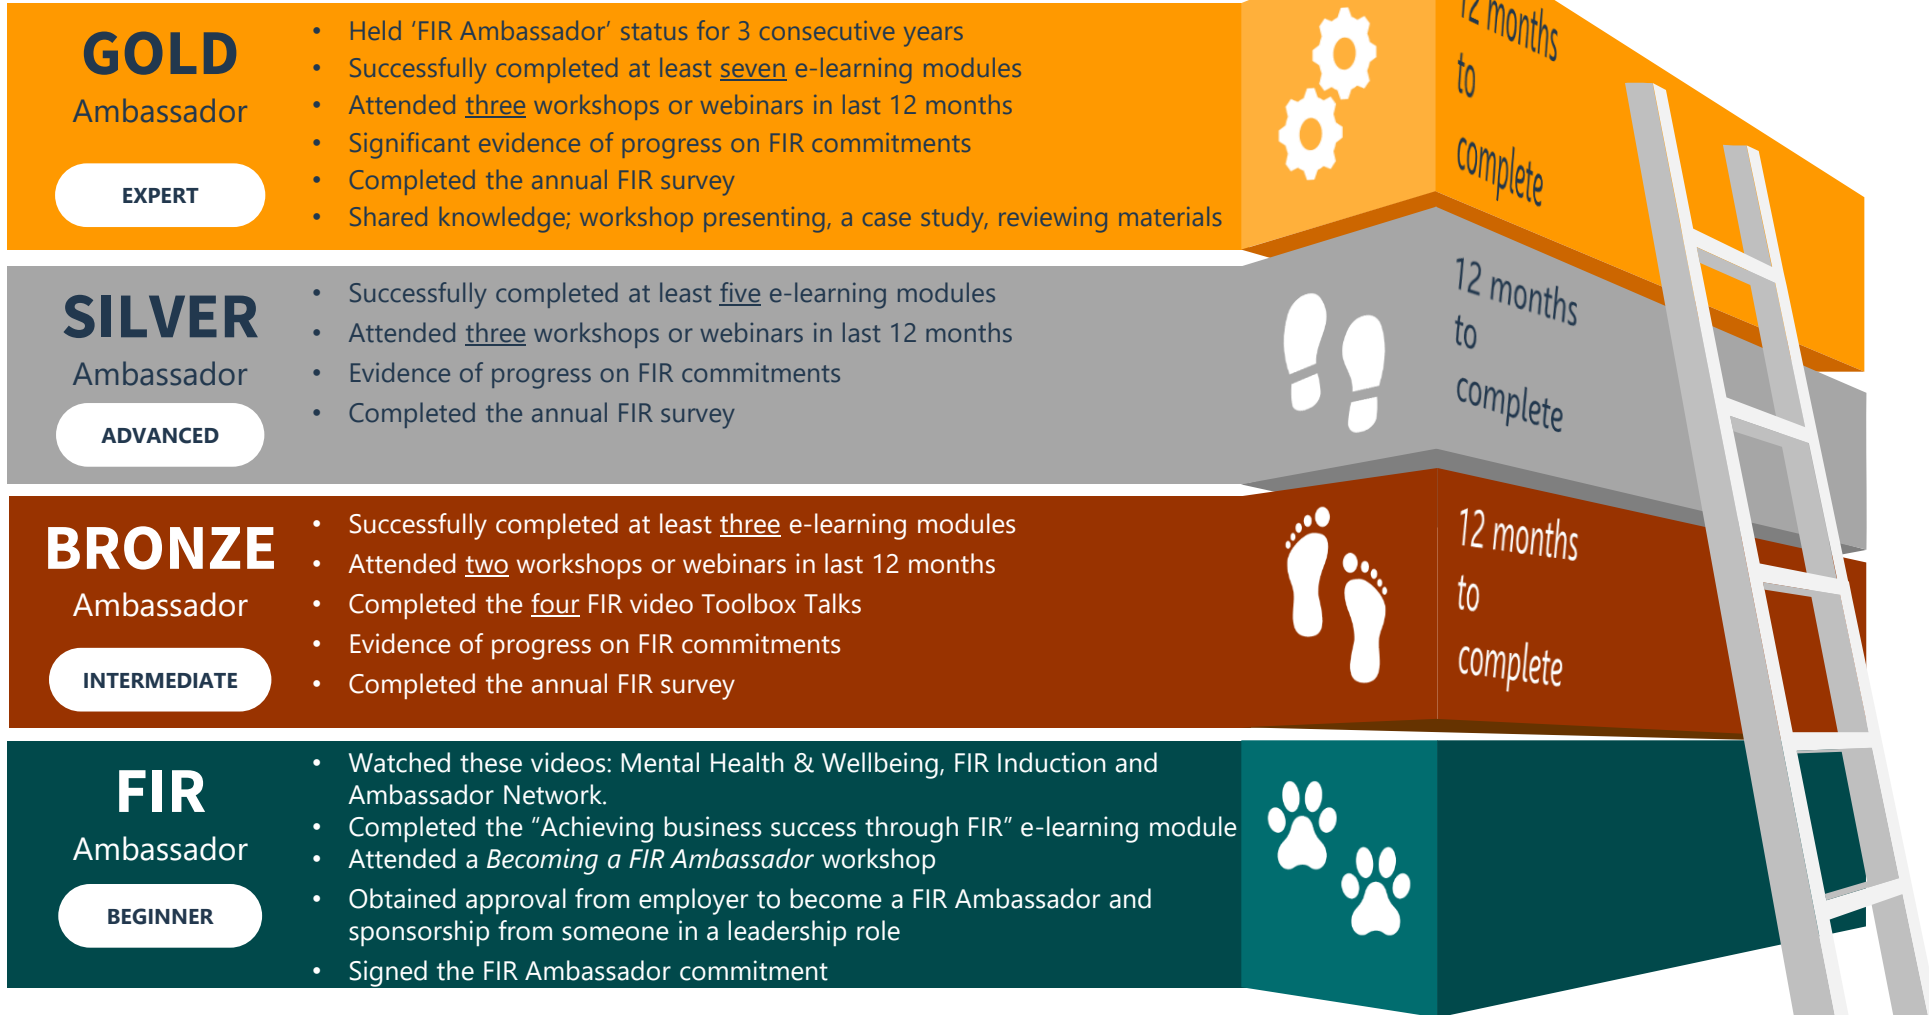 GOLD
Ambassador
EXPERT
• Held ‘FIR Ambassador’ status for 3 consecutive years
• Successfully completed at least seven e-learning modules
• Attended three workshops or webinars in last 12 months
• Significant evidence of progress on FIR commitments
• Completed the annual FIR survey
• Shared knowledge; workshop presenting, a case study, reviewing materials
12 months
to
complete
SILVER
Ambassador
ADVANCED
• Successfully completed at least five e-learning modules
• Attended three workshops or webinars in last 12 months
• Evidence of progress on FIR commitments
• Completed the annual FIR survey
12 months
to
complete
BRONZE
Ambassador
INTERMEDIATE
• Successfully completed at least three e-learning modules
• Attended two workshops or webinars in last 12 months
• Completed the four FIR video Toolbox Talks
• Evidence of progress on FIR commitments
• Completed the annual FIR survey
12 months
to
complete
FIR
Ambassador
BEGINNER
• Watched these videos: Mental Health & Wellbeing, FIR Induction and
Ambassador Network.
• Completed the “Achieving business success through FIR” e-learning module
• Attended a Becoming a FIR Ambassador workshop
• Obtained approval from employer to become a FIR Ambassador and
sponsorship from someone in a leadership role
• Signed the FIR Ambassador commitment